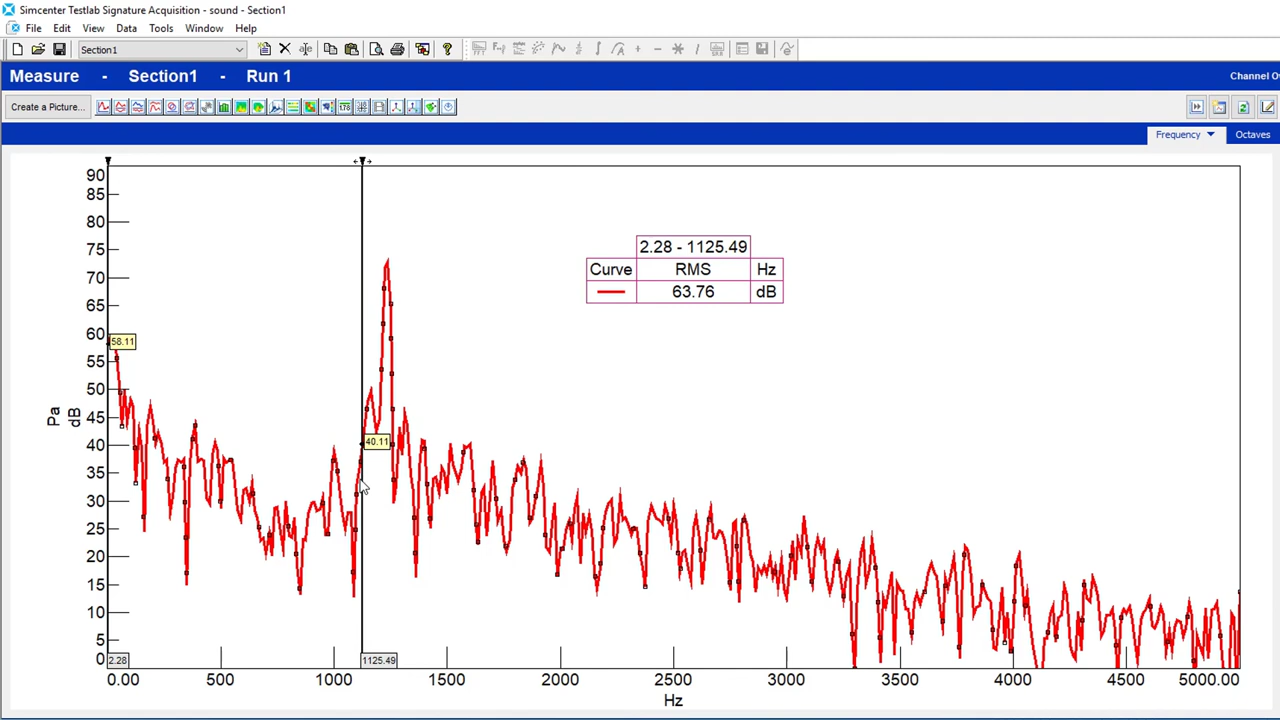 Simcenter Testlab Signature Acquisition - sound - Section1
File Edit View Data Tools Window Help
Section1
Measure - Section1 - Run 1
Channel Ov
Create a Picture...
Frequency Octaves
90
85
80
75
70
65
60
55
50
45
40
35
30
25
20
15
10
5
0
Pa
dB
58.11
40.11
2.28
1125.49
2.28 - 1125.49
Curve RMS Hz
63.76 dB
0.00 500 1000 1500 2000 2500 3000 3500 4000 4500 5000.00
Hz